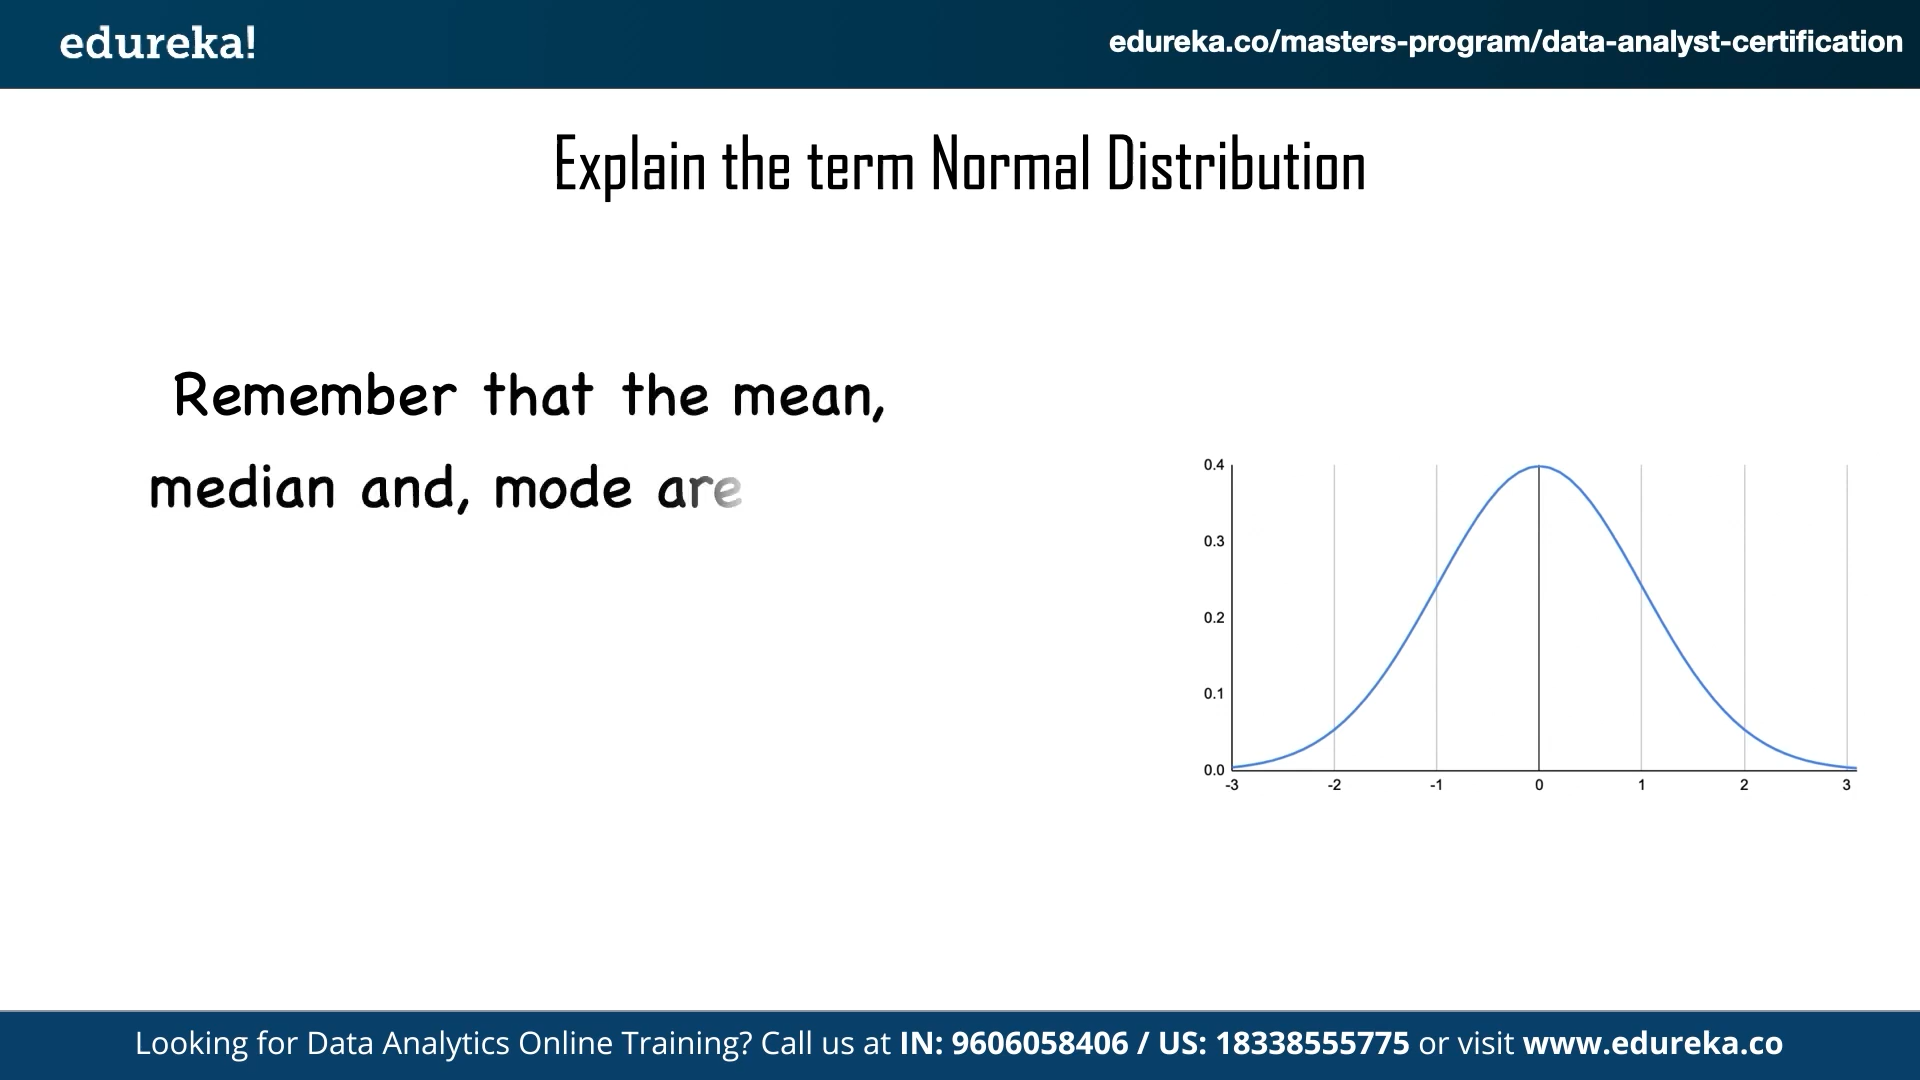 edureka!
edureka.co/masters-program/data-analyst-certification
Explain the term Normal Distribution
Remember that the mean,
median and, mode are
0.4
0.3
0.2
0.1
0.0
-3 -2 -1 0 1 2 3
Looking for Data Analytics Online Training? Call us at IN: 9606058406 / US: 18338555775 or visit www.edureka.co